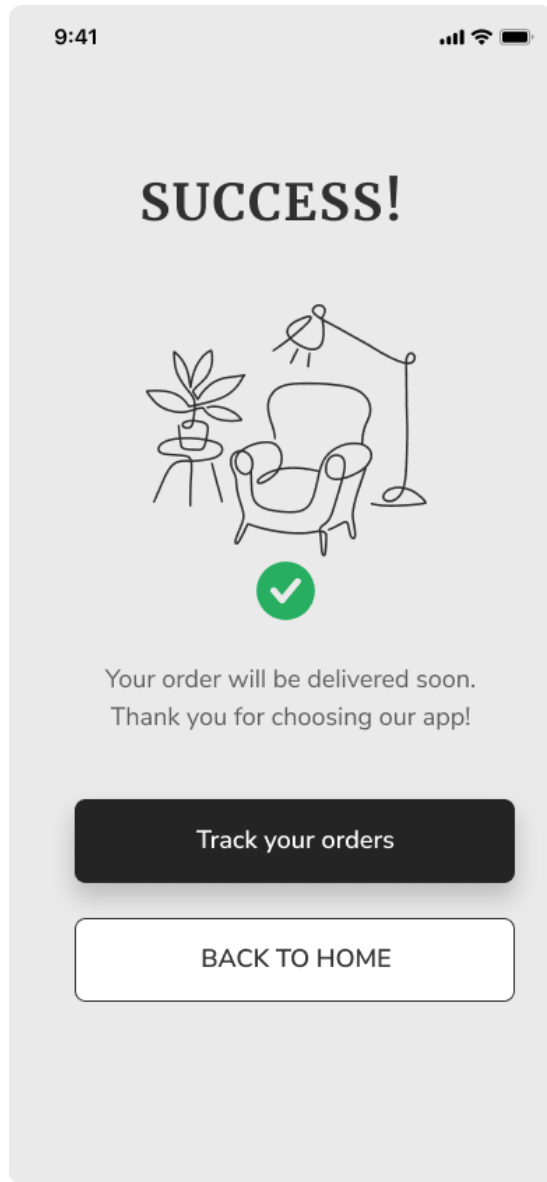 9:41
SUCCESS!
Your order will be delivered soon.
Thank you for choosing our app!
Track your orders
BACK TO HOME